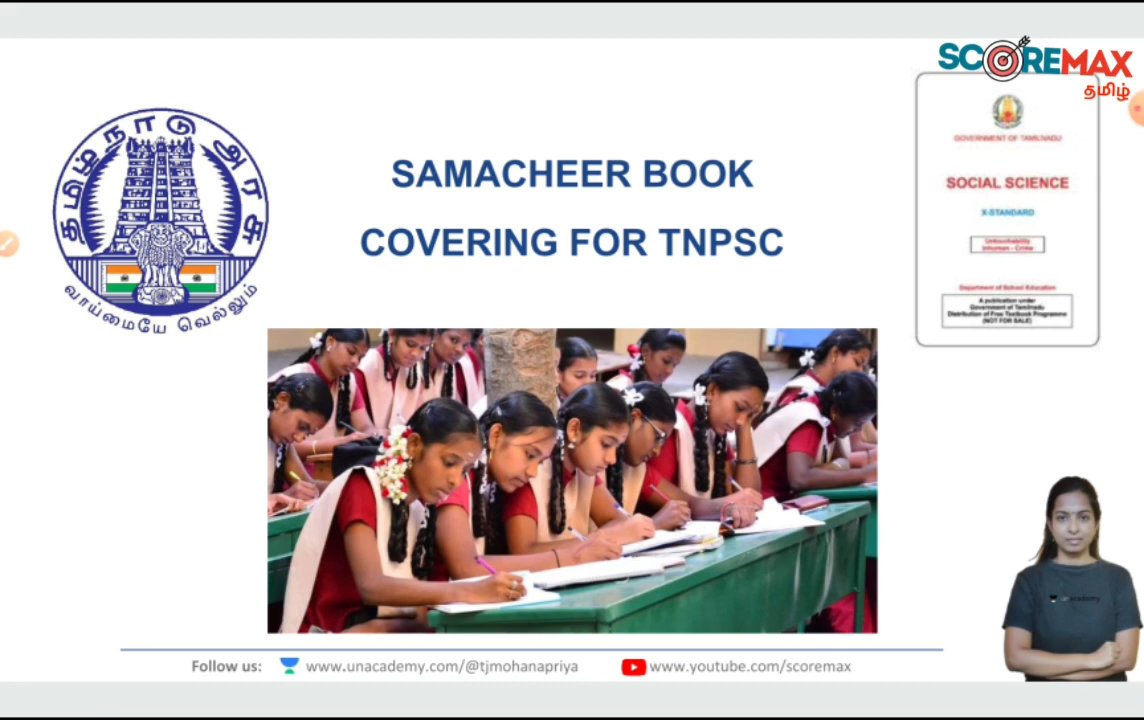 SCOREMAX
தமிழ்
தமிழ்நாடு அரசு
வாய்மையே வெல்லும்
SAMACHEER BOOK
COVERING FOR TNPSC
GOVERNMENT OF TAMILNADU
SOCIAL SCIENCE
X-STANDARD
Untouchability
Inhuman - Crime
Department of School Education
A publication under
Government of Tamilnadu
Distribution of Free Textbook Programme
(NOT FOR SALE)
unacademy
Follow us: www.unacademy.com/@tjmohanapriya www.youtube.com/scoremax